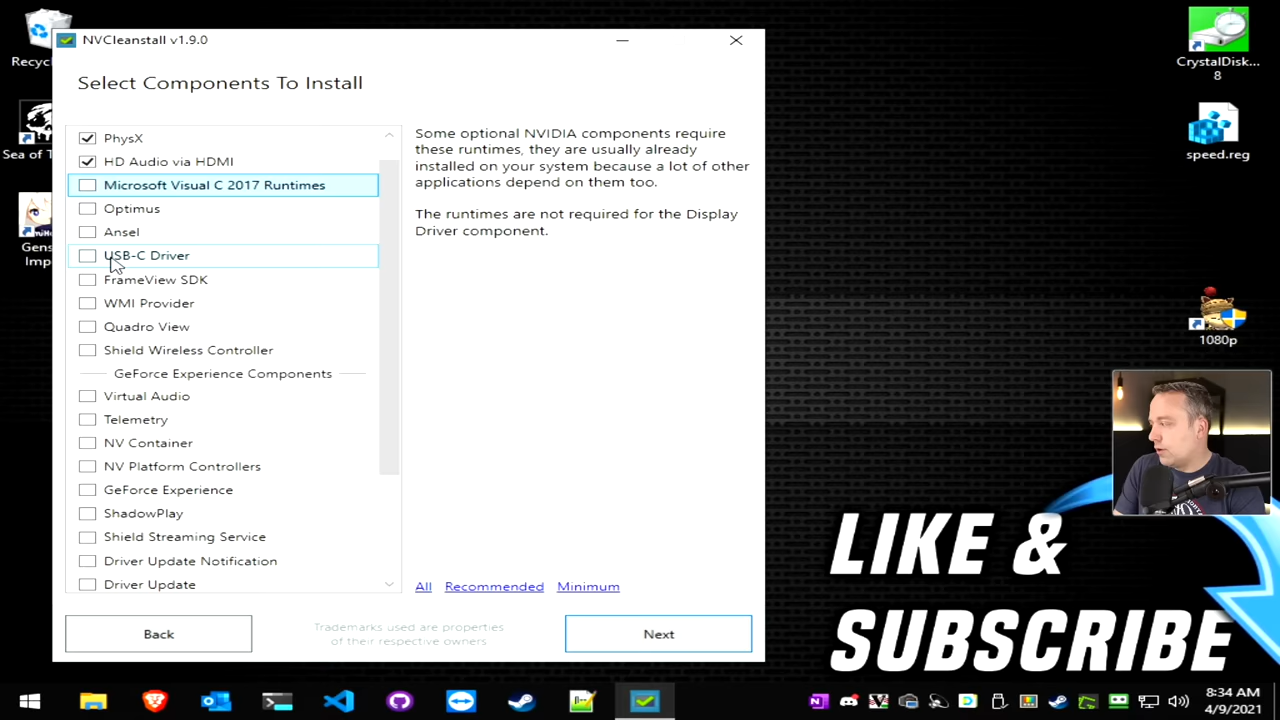 NVCleanstall v1.9.0
Select Components To Install
PhysX
HD Audio via HDMI
Microsoft Visual C 2017 Runtimes
Optimus
Ansel
USB-C Driver
FrameView SDK
WMI Provider
Quadro View
Shield Wireless Controller
GeForce Experience Components
Virtual Audio
Telemetry
NV Container
NV Platform Controllers
GeForce Experience
ShadowPlay
Shield Streaming Service
Driver Update Notification
Driver Update
Some optional NVIDIA components require
these runtimes, they are usually already
installed on your system because a lot of other
applications depend on them too.
The runtimes are not required for the Display
Driver component.
All Recommended Minimum
Back
Trademarks used are properties
of their respective owners
Next
Recyc
Sea of T
Gens
Imp
CrystalDisk...
8
speed.reg
1080p
LIKE &
SUBSCRIBE
8:34 AM
4/9/2021